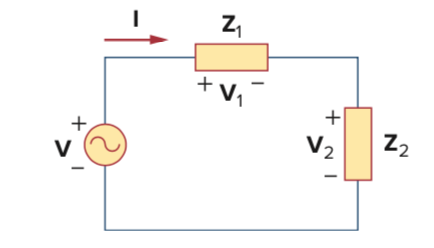 I
Z₁
+ V₁ −
+
V
−
+
V₂ Z₂
−